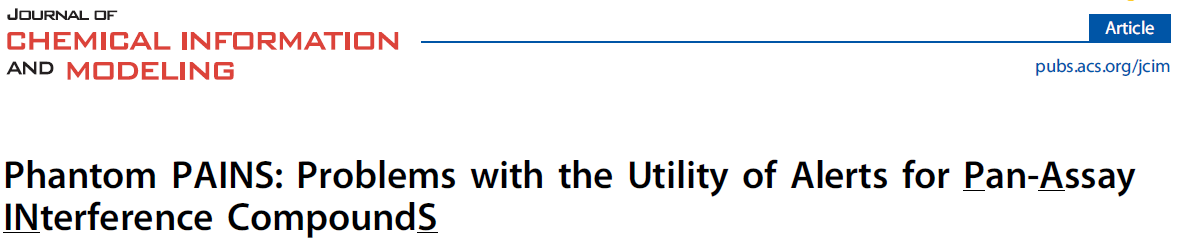 JOURNAL OF
CHEMICAL INFORMATION
AND MODELING
Article
pubs.acs.org/jcim
Phantom PAINS: Problems with the Utility of Alerts for Pan-Assay
INterference CompoundS